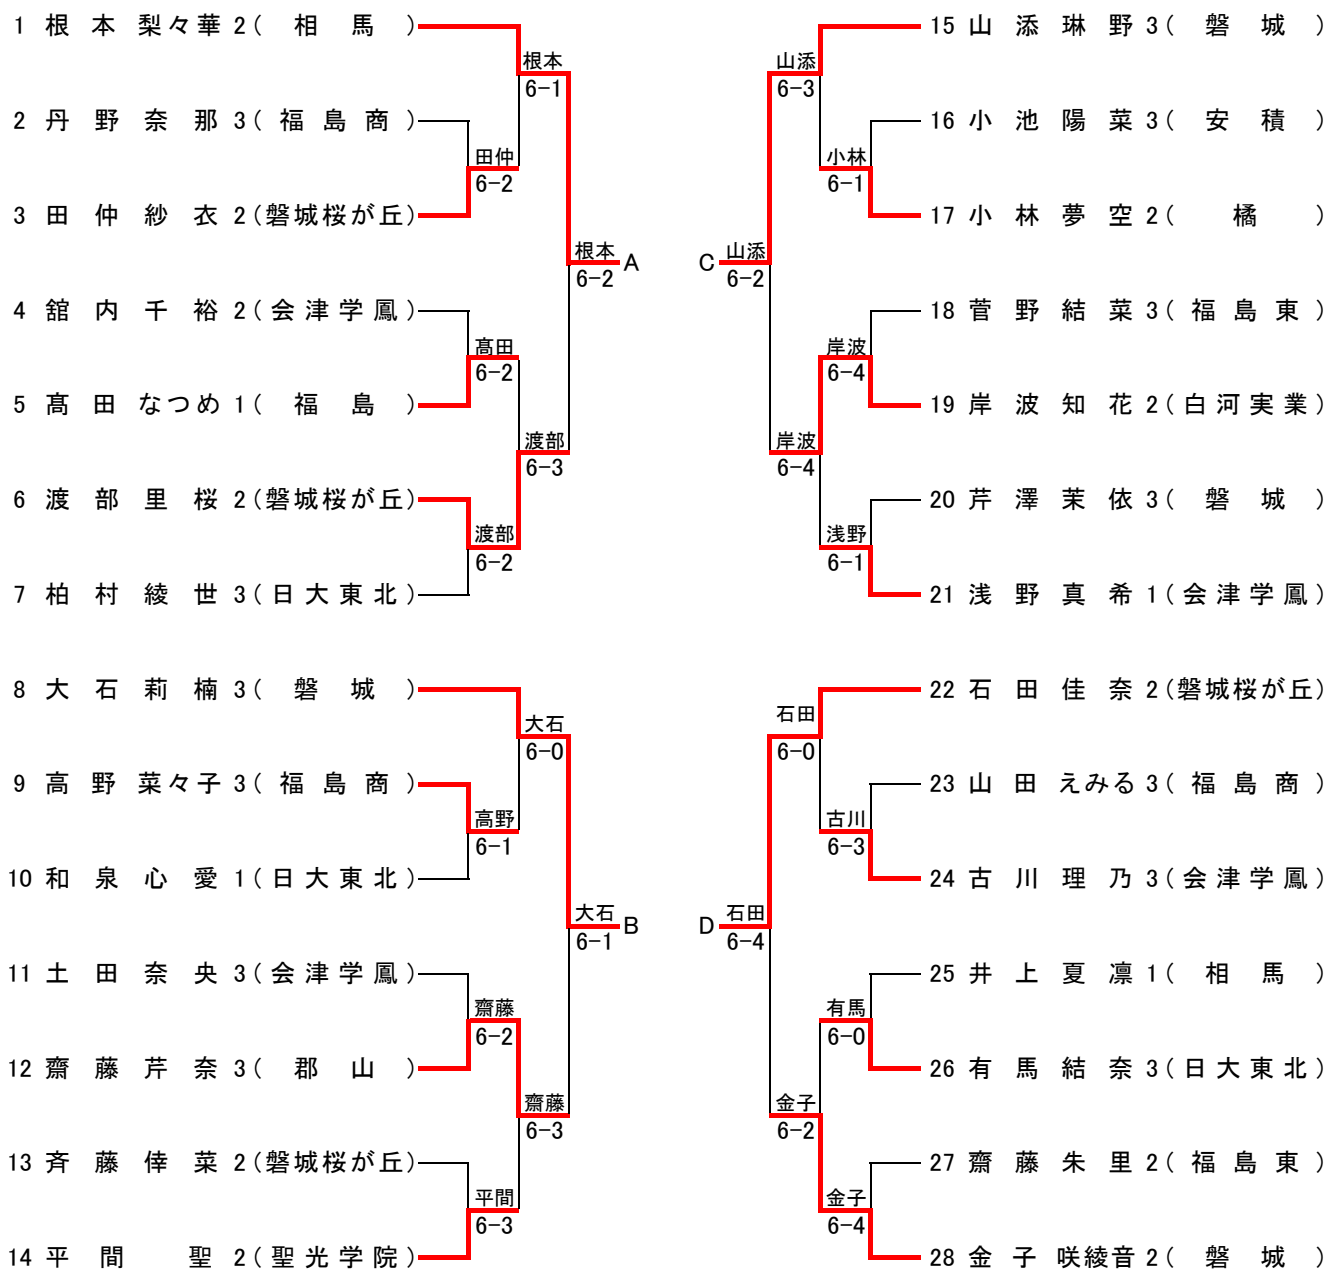 1 根本 梨々華 2 ( 相馬 )
根本
6-1
2 丹野 奈那 3 ( 福島商 )
田仲
6-2
3 田仲 紗衣 2 (磐城桜が丘)
根本 A
6-2
4 舘内 千裕 2 ( 会津学鳳 )
髙田
6-2
5 髙田 なつめ 1 ( 福島 )
渡部
6-3
6 渡部 里桜 2 (磐城桜が丘)
渡部
6-2
7 柏村 綾世 3 ( 日大東北 )
8 大石 莉楠 3 ( 磐城 )
大石
6-0
9 高野 菜々子 3 ( 福島商 )
高野
6-1
10 和泉 心愛 1 ( 日大東北 )
大石 B
6-1
11 土田 奈央 3 ( 会津学鳳 )
齋藤
6-2
12 齋藤 芹奈 3 ( 郡山 )
齋藤
6-3
13 斉藤 倖菜 2 (磐城桜が丘)
平間
6-3
14 平間 聖 2 ( 聖光学院 )
15 山添 琳野 3 ( 磐城 )
山添
6-3
16 小池 陽菜 3 ( 安積 )
小林
6-1
17 小林 夢空 2 ( 橘 )
C 山添
6-2
18 菅野 結菜 3 ( 福島東 )
岸波
6-4
19 岸波 知花 2 ( 白河実業 )
岸波
6-4
20 芹澤 茉依 3 ( 磐城 )
浅野
6-1
21 浅野 真希 1 ( 会津学鳳 )
22 石田 佳奈 2 (磐城桜が丘)
石田
6-0
23 山田 えみる 3 ( 福島商 )
古川
6-3
24 古川 理乃 3 ( 会津学鳳 )
D 石田
6-4
25 井上 夏凛 1 ( 相馬 )
有馬
6-0
26 有馬 結奈 3 ( 日大東北 )
金子
6-2
27 齋藤 朱里 2 ( 福島東 )
金子
6-4
28 金子 咲綾音 2 ( 磐城 )